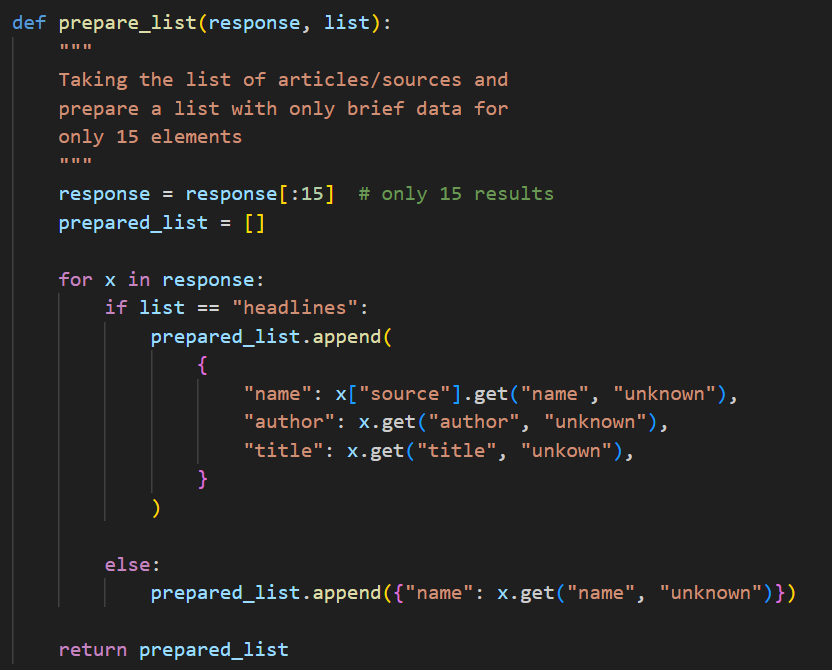 def prepare_list(response, list):
    """
    Taking the list of articles/sources and
    prepare a list with only brief data for
    only 15 elements
    """
    response = response[:15]  # only 15 results
    prepared_list = []

    for x in response:
        if list == "headlines":
            prepared_list.append(
                {
                    "name": x["source"].get("name", "unknown"),
                    "author": x.get("author", "unknown"),
                    "title": x.get("title", "unkown"),
                }
            )

        else:
            prepared_list.append({"name": x.get("name", "unknown")})

    return prepared_list